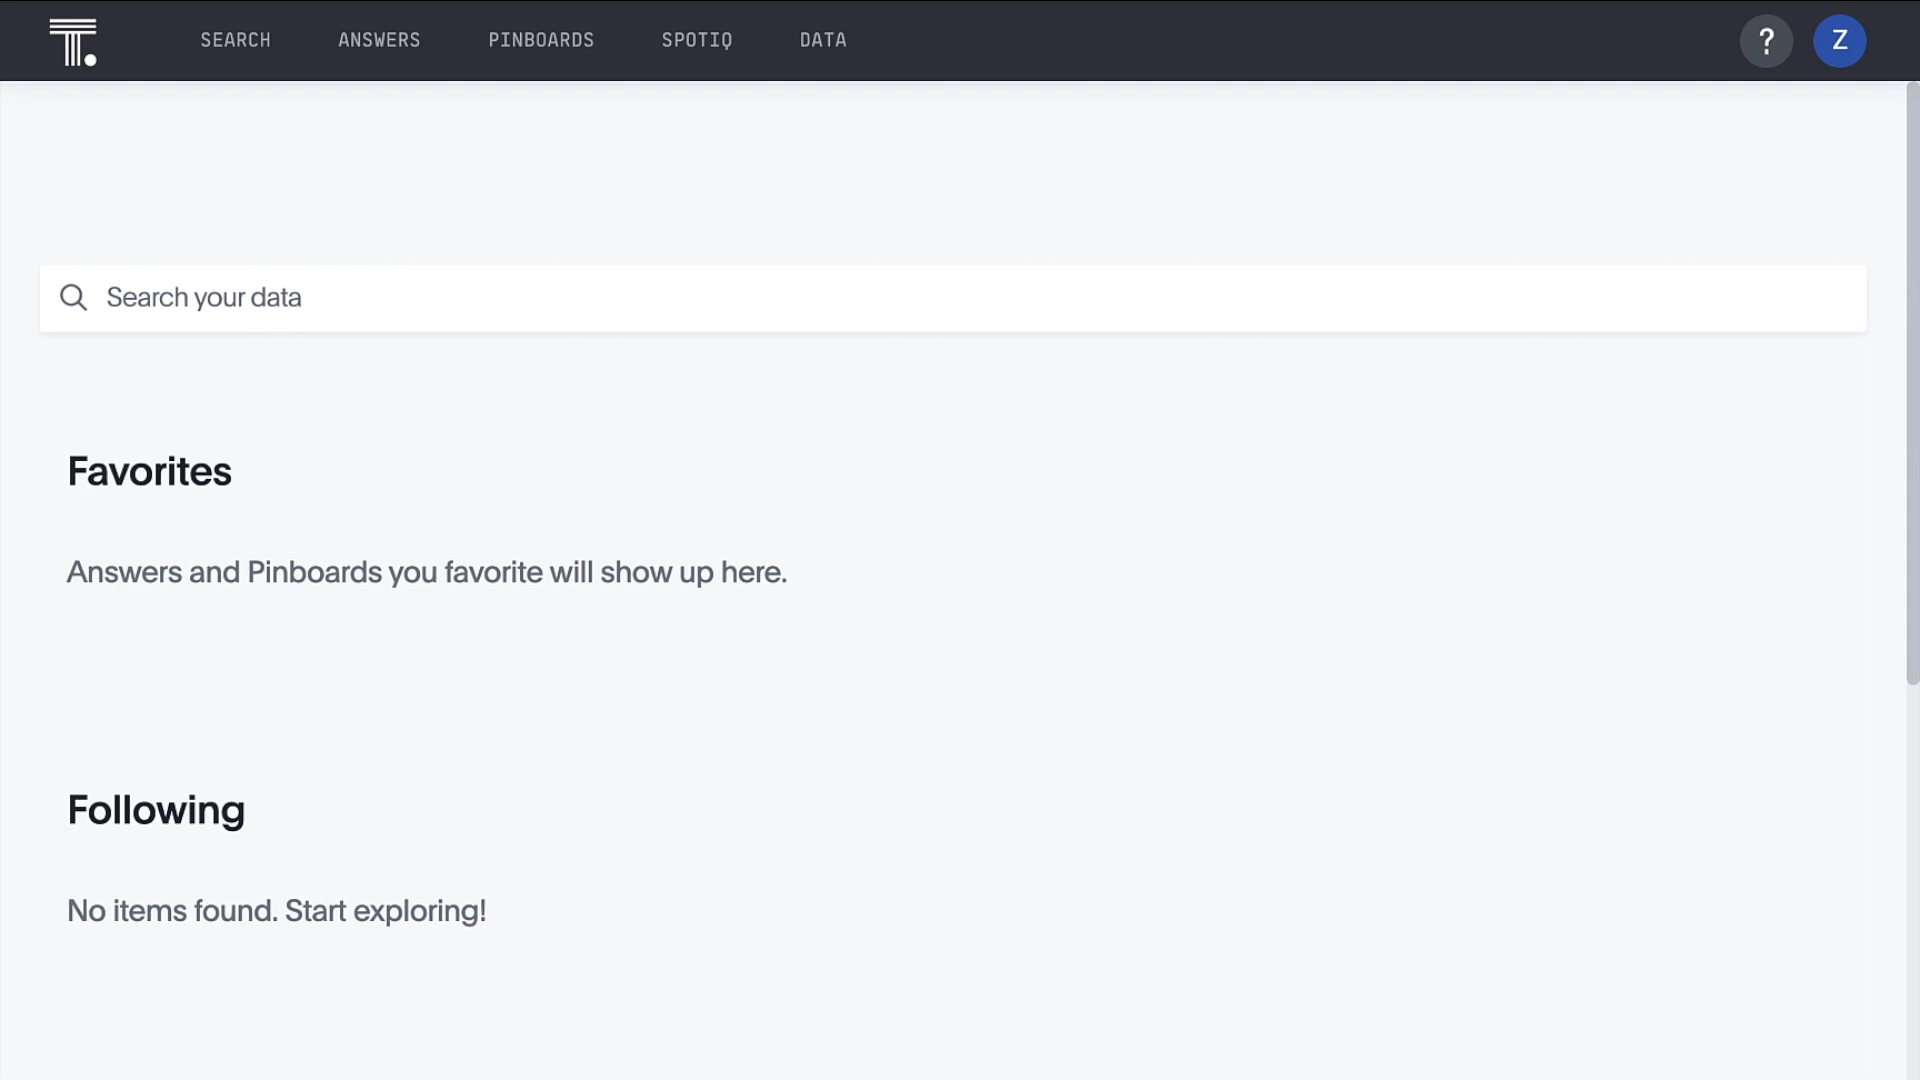 T.
SEARCH ANSWERS PINBOARDS SPOTIQ DATA ? Z
Search your data
Favorites
Answers and Pinboards you favorite will show up here.
Following
No items found. Start exploring!